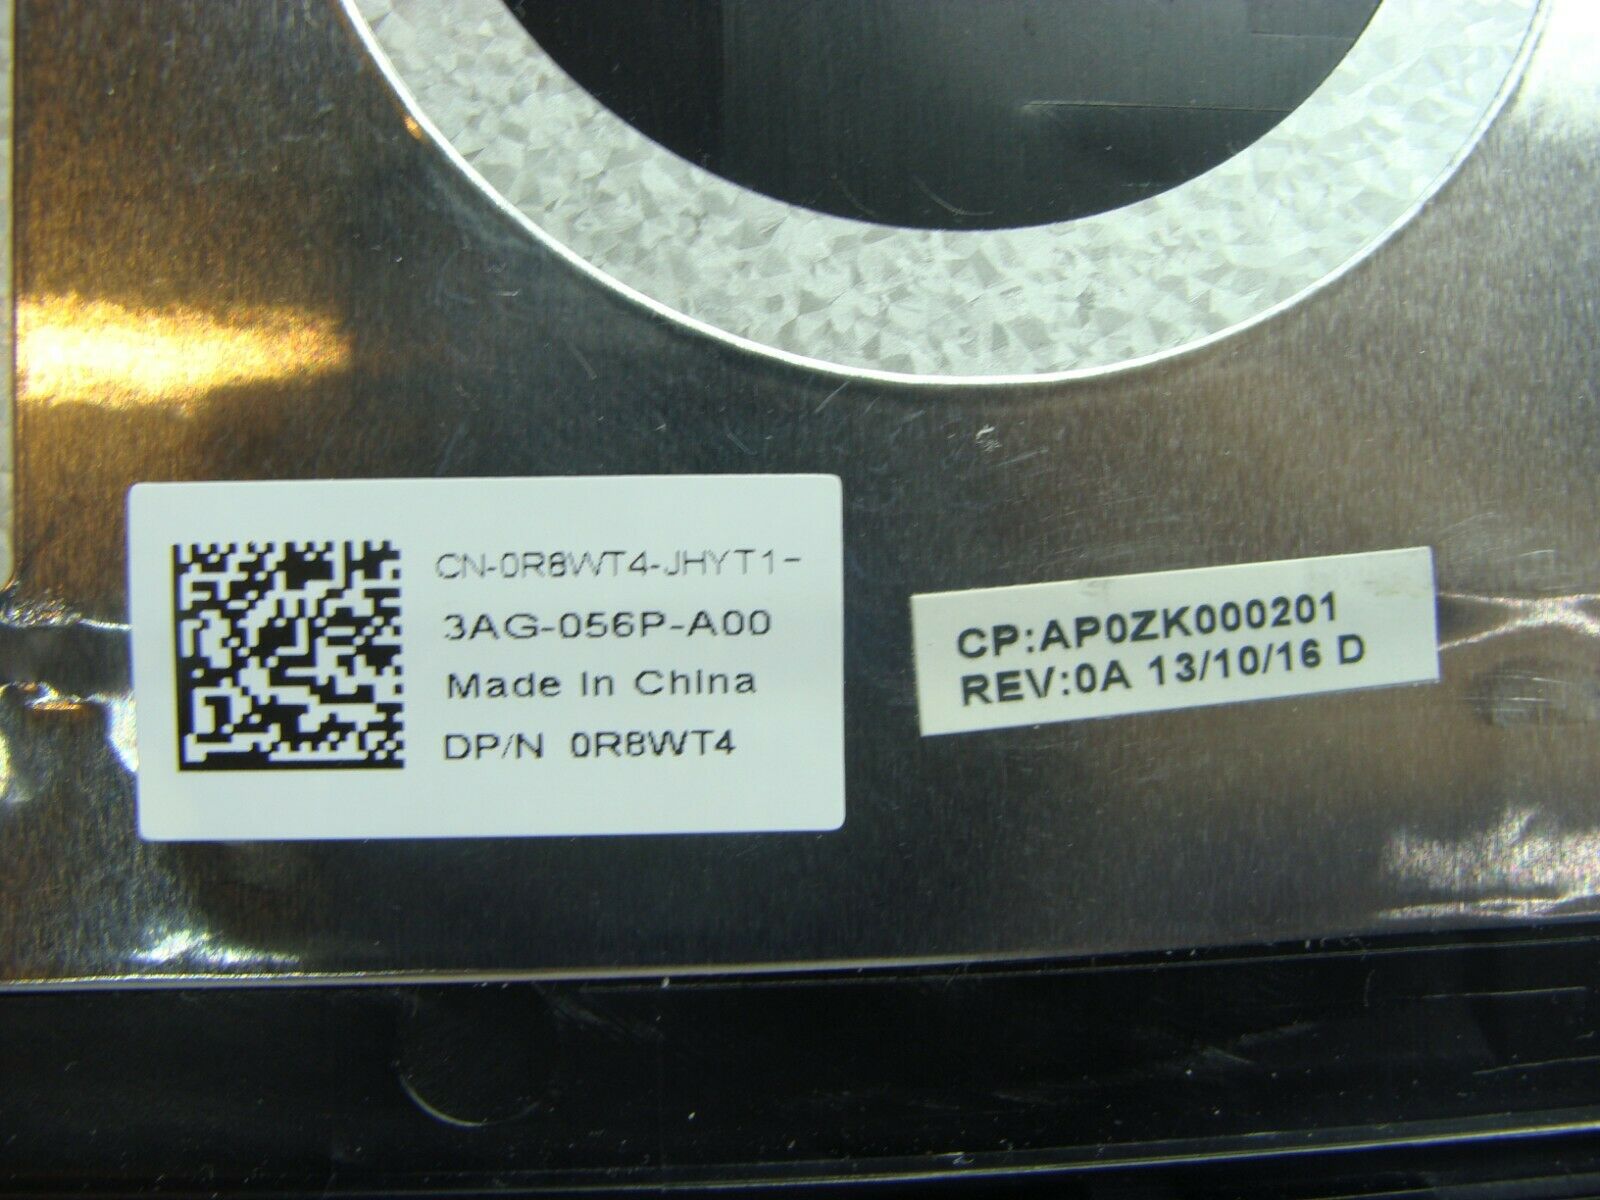 CN-0R8WT4-JHYT1-
3AG-056P-A00
Made In China
DP/N 0R8WT4
CP:AP0ZK000201
REV:0A 13/10/16 D